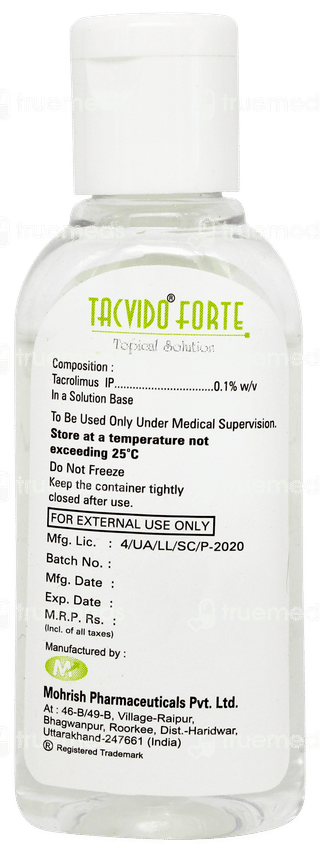 TACVIDO® FORTE
Topical Solution
Composition :
Tacrolimus IP..............................0.1% w/v
In a Solution Base
To Be Used Only Under Medical Supervision.
Store at a temperature not
exceeding 25°C
Do Not Freeze
Keep the container tightly
closed after use.
FOR EXTERNAL USE ONLY
Mfg. Lic. : 4/UA/LL/SC/P-2020
Batch No. :
Mfg. Date :
Exp. Date :
M.R.P. Rs. :
(Incl. of all taxes)
Manufactured by :
M
Mohrish Pharmaceuticals Pvt. Ltd.
At : 46-B/49-B, Village-Raipur,
Bhagwanpur, Roorkee, Dist.-Haridwar,
Uttarakhand-247661 (India)
® Registered Trademark
truemeds